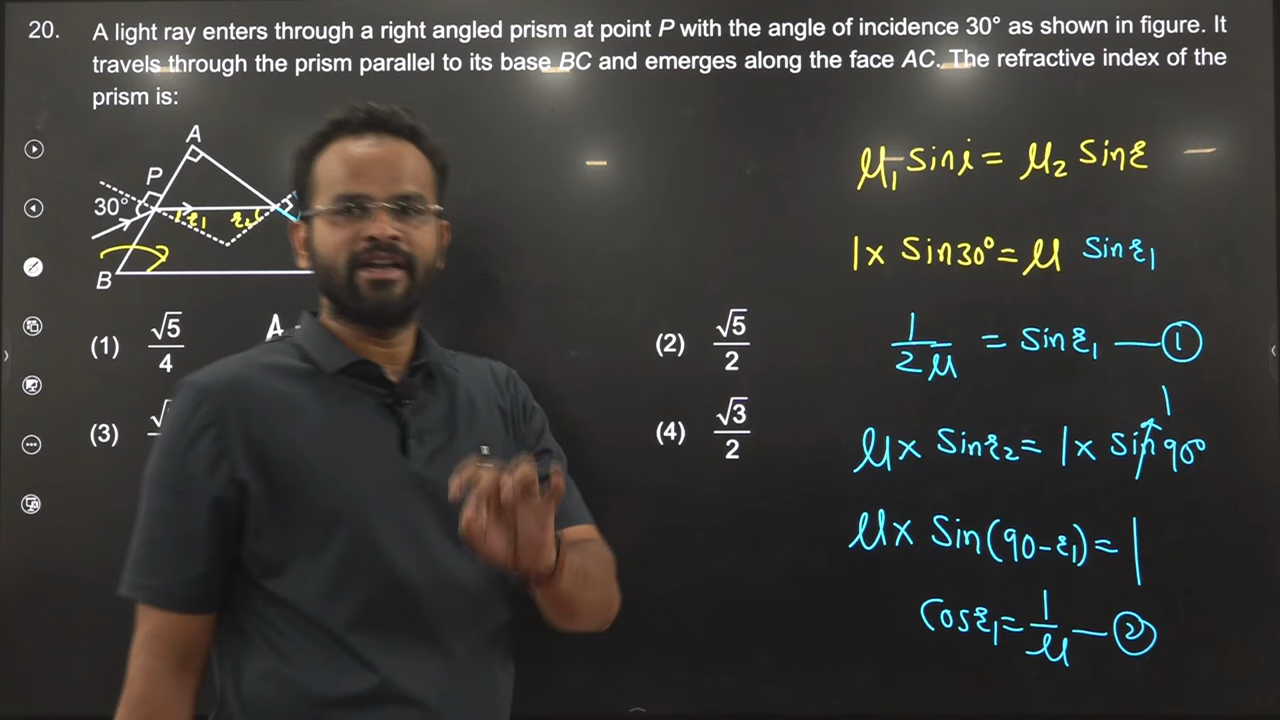 20. A light ray enters through a right angled prism at point P with the angle of incidence 30° as shown in figure. It
travels through the prism parallel to its base BC and emerges along the face AC. The refractive index of the
prism is:
A
P
30°
r₁ r₂
B
(1) √5/4
A
(2) √5/2
(3) √
(4) √3/2
μ₁ Sin i = μ₂ Sin r
1 × Sin 30° = μ Sin r₁
1/2μ = Sin r₁ — ①
1
μ × Sin r₂ = 1 × Sin 90°
μ × Sin(90 - r₁) = 1
Cos r₁ = 1/μ — ②